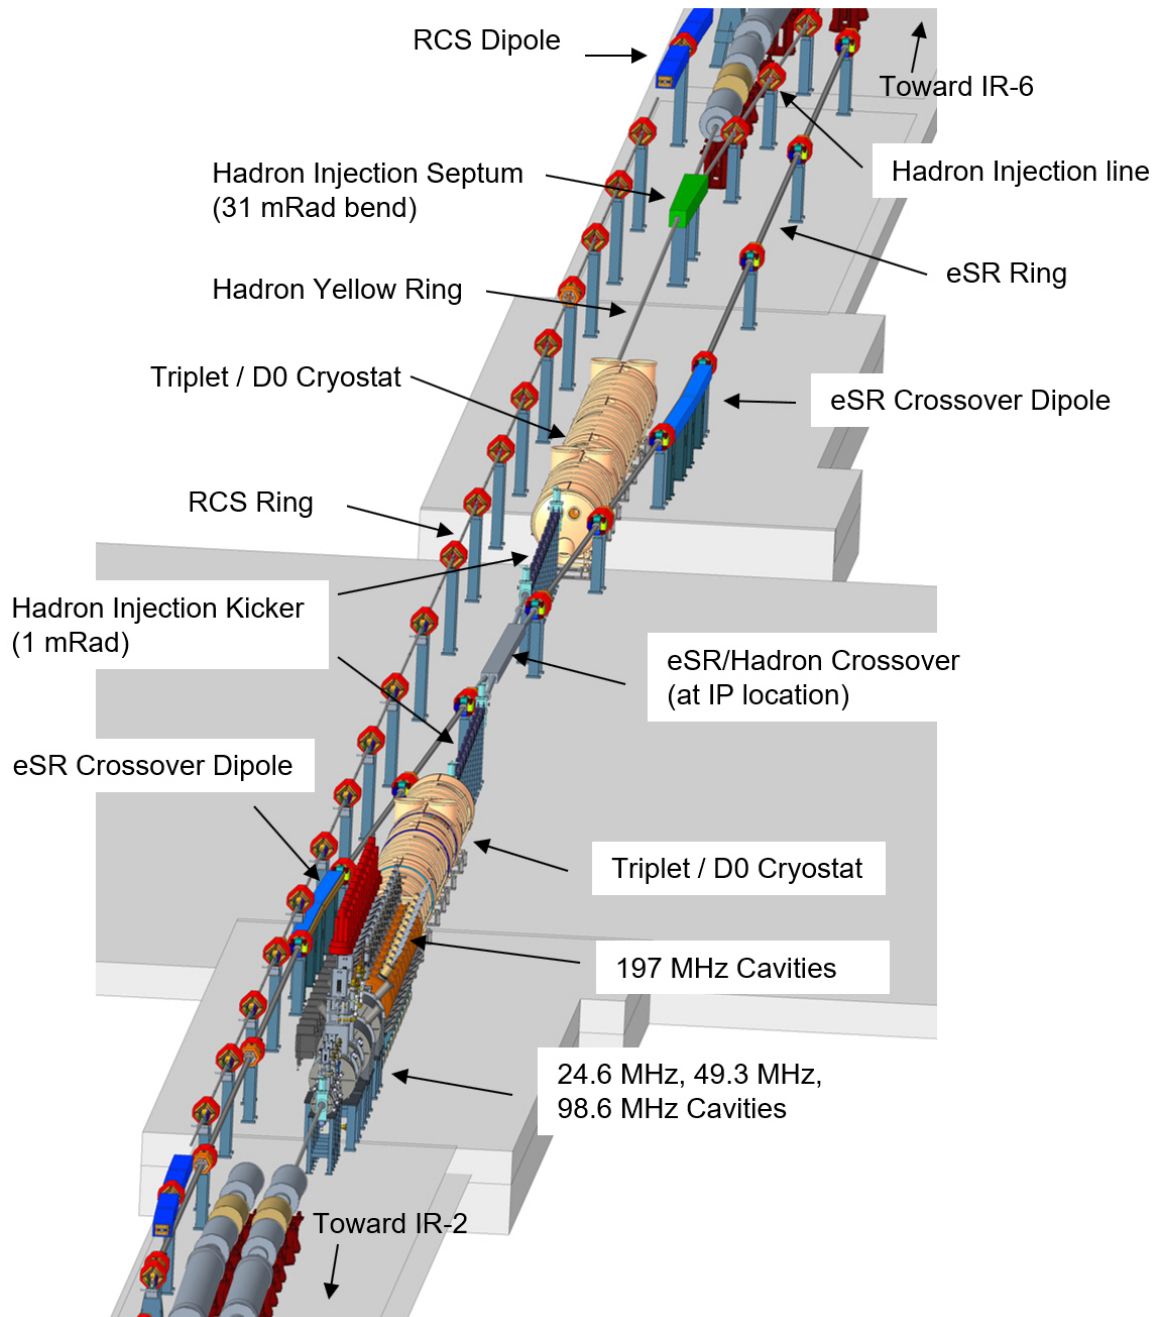 RCS Dipole
Toward IR-6
Hadron Injection Septum
(31 mRad bend)
Hadron Injection line
eSR Ring
Hadron Yellow Ring
Triplet / D0 Cryostat
eSR Crossover Dipole
RCS Ring
Hadron Injection Kicker
(1 mRad)
eSR/Hadron Crossover
(at IP location)
eSR Crossover Dipole
Triplet / D0 Cryostat
197 MHz Cavities
24.6 MHz, 49.3 MHz,
98.6 MHz Cavities
Toward IR-2